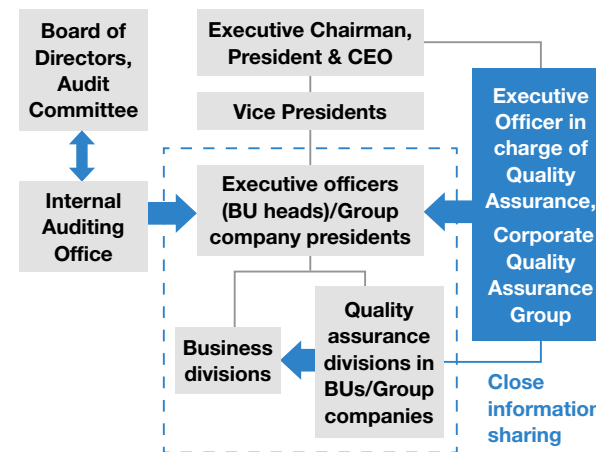 Board of
Directors,
Audit
Committee
Executive Chairman,
President & CEO
Vice Presidents
Executive
Officer in
charge of
Quality
Assurance,
Corporate
Quality
Assurance
Group
Internal
Auditing
Office
Executive officers
(BU heads)/Group
company presidents
Business
divisions
Quality
assurance
divisions in
BUs/Group
companies
Close
information
sharing